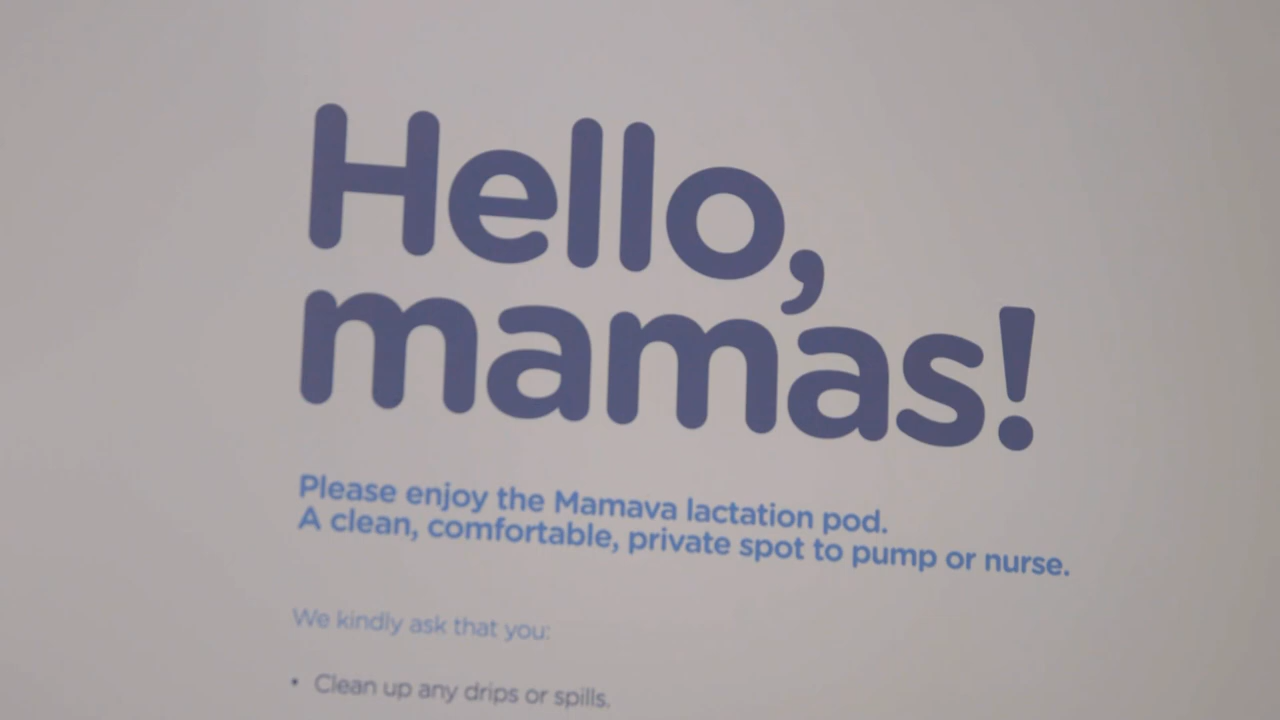 Hello,
mamas!
Please enjoy the Mamava lactation pod.
A clean, comfortable, private spot to pump or nurse.
We kindly ask that you:
• Clean up any drips or spills.